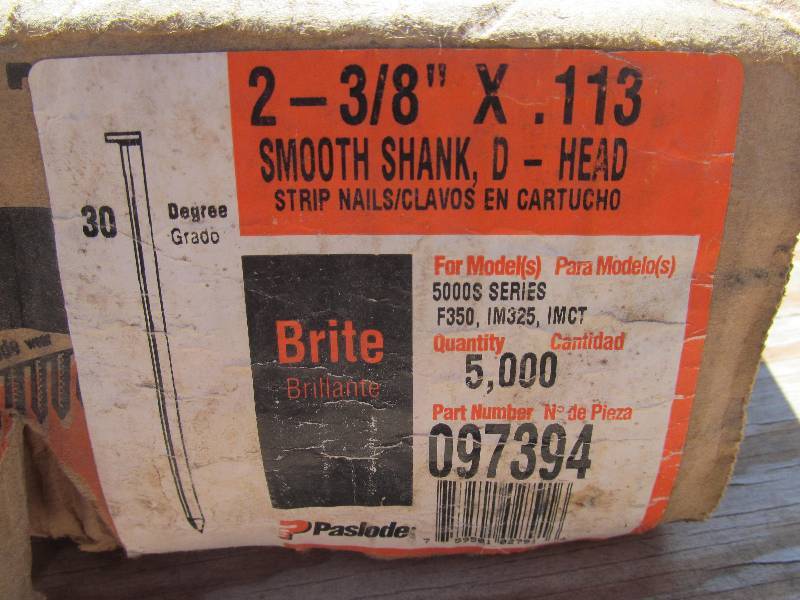 2 - 3/8" X .113
SMOOTH SHANK, D - HEAD
STRIP NAILS/CLAVOS EN CARTUCHO
30 Degree
Grado
For Model(s) Para Modelo(s)
5000S SERIES
F350, IM325, IMCT
Brite
Brillante
Quantity Cantidad
5,000
Part Number N° de Pieza
097394
Paslode